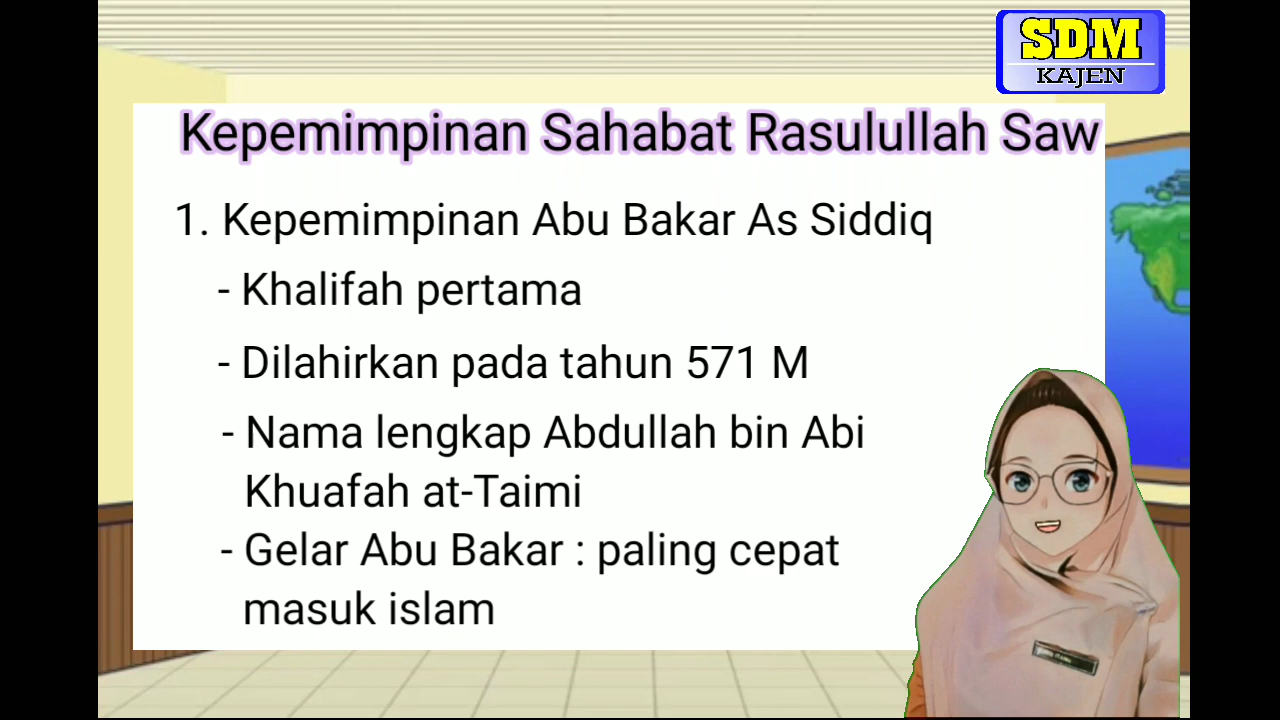 SDM
KAJEN
Kepemimpinan Sahabat Rasulullah Saw
1. Kepemimpinan Abu Bakar As Siddiq
- Khalifah pertama
- Dilahirkan pada tahun 571 M
- Nama lengkap Abdullah bin Abi
Khuafah at-Taimi
- Gelar Abu Bakar : paling cepat
masuk islam